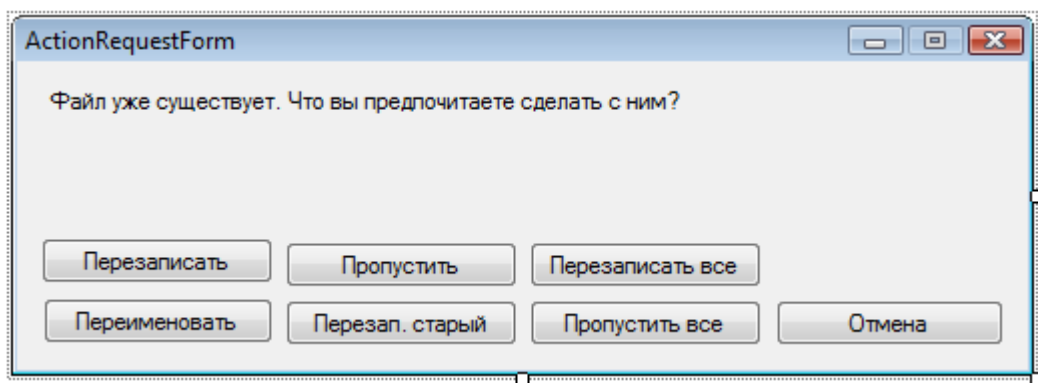 ActionRequestForm
Файл уже существует. Что вы предпочитаете сделать с ним?
Перезаписать Пропустить Перезаписать все
Переименовать Перезап. старый Пропустить все Отмена